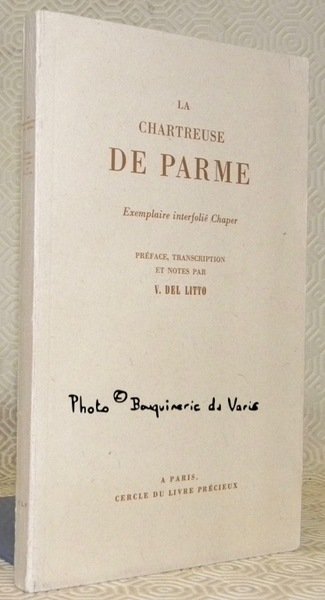 LA
CHARTREUSE
DE PARME
Exemplaire interfolié Chaper
PRÉFACE, TRANSCRIPTION
ET NOTES PAR
V. DEL LITTO
Photo © Bouquinerie du Varis
A PARIS,
CERCLE DU LIVRE PRÉCIEUX